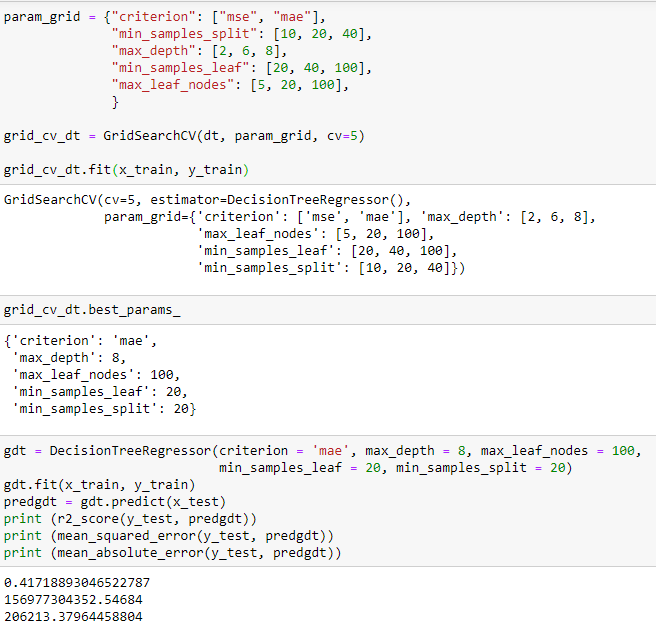 param_grid = {"criterion": ["mse", "mae"],
"min_samples_split": [10, 20, 40],
"max_depth": [2, 6, 8],
"min_samples_leaf": [20, 40, 100],
"max_leaf_nodes": [5, 20, 100],
}
grid_cv_dt = GridSearchCV(dt, param_grid, cv=5)
grid_cv_dt.fit(x_train, y_train)
GridSearchCV(cv=5, estimator=DecisionTreeRegressor(),
param_grid={'criterion': ['mse', 'mae'], 'max_depth': [2, 6, 8],
'max_leaf_nodes': [5, 20, 100],
'min_samples_leaf': [20, 40, 100],
'min_samples_split': [10, 20, 40]})
grid_cv_dt.best_params_
{'criterion': 'mae',
'max_depth': 8,
'max_leaf_nodes': 100,
'min_samples_leaf': 20,
'min_samples_split': 20}
gdt = DecisionTreeRegressor(criterion = 'mae', max_depth = 8, max_leaf_nodes = 100,
min_samples_leaf = 20, min_samples_split = 20)
gdt.fit(x_train, y_train)
predgdt = gdt.predict(x_test)
print (r2_score(y_test, predgdt))
print (mean_squared_error(y_test, predgdt))
print (mean_absolute_error(y_test, predgdt))
0.41718893046522787
156977304352.54684
206213.37964458804